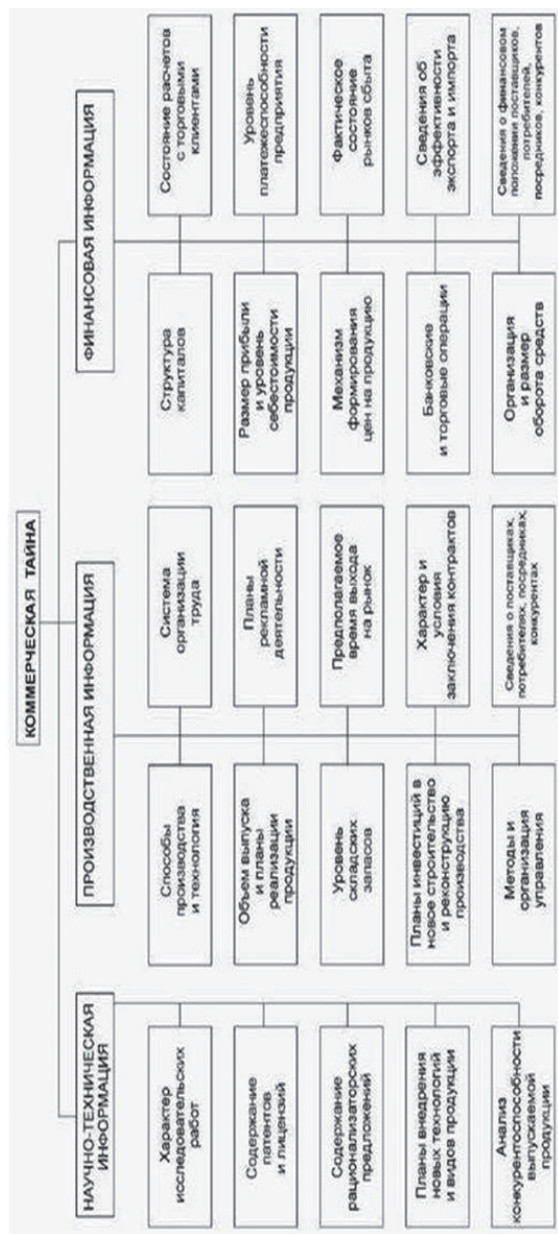 КОММЕРЧЕСКАЯ ТАЙНА
НАУЧНО-ТЕХНИЧЕСКАЯ
ИНФОРМАЦИЯ
Характер
исследовательских
работ
Содержание
патентов
и лицензий
Содержание
рационализаторских
предложений
Планы внедрения
новых технологий
и видов продукции
Анализ
конкурентоспособности
выпускаемой
продукции
ПРОИЗВОДСТВЕННАЯ ИНФОРМАЦИЯ
Способы
производства
и технология
Система
организации
труда
Объем выпуска
и планы
реализации
продукции
Планы
рекламной
деятельности
Уровень
складских
запасов
Предполагаемое
время выхода
на рынок
Планы инвестиций в
новое строительство
и реконструкцию
производства
Характер и
условия
заключения контрактов
Методы и
организация
управления
Сведения о поставщиках,
потребителях, посредниках,
конкурентах
ФИНАНСОВАЯ ИНФОРМАЦИЯ
Структура
капиталов
Состояние расчетов
с торговыми
клиентами
Размер прибыли
и уровень
себестоимости
продукции
Уровень
платежеспособности
предприятия
Механизм
формирования
цен на продукцию
Фактическое
состояние
рынков сбыта
Банковские
и торговые операции
Сведения об
эффективности
экспорта и импорта
Организация
и размер
оборота средств
Сведения о финансовом
положении поставщиков,
потребителей,
посредников, конкурентов